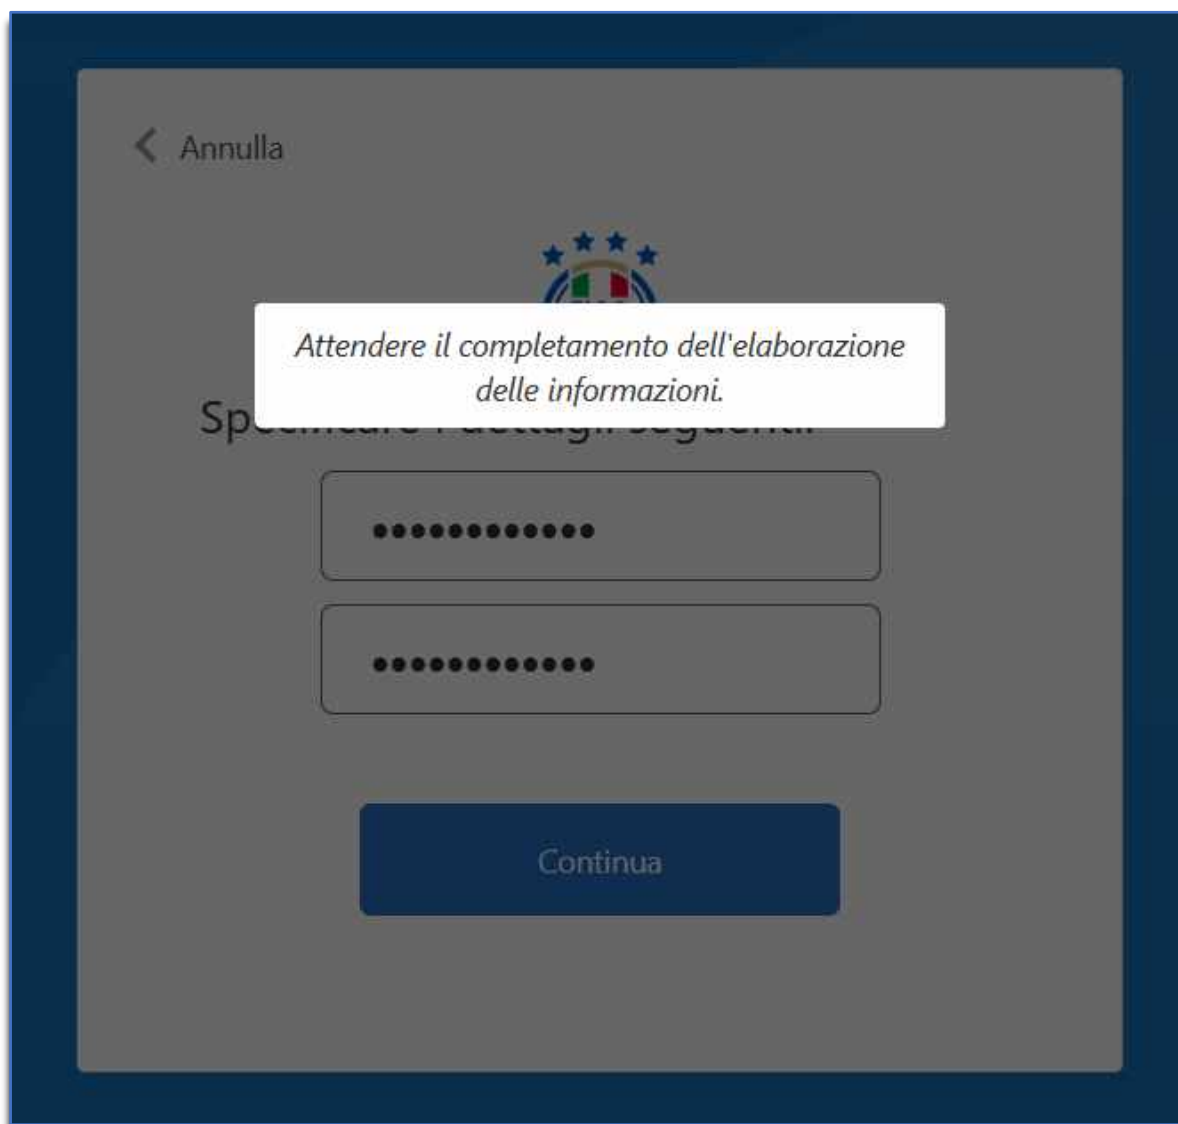 Annulla
Attendere il completamento dell'elaborazione
delle informazioni.
Continua